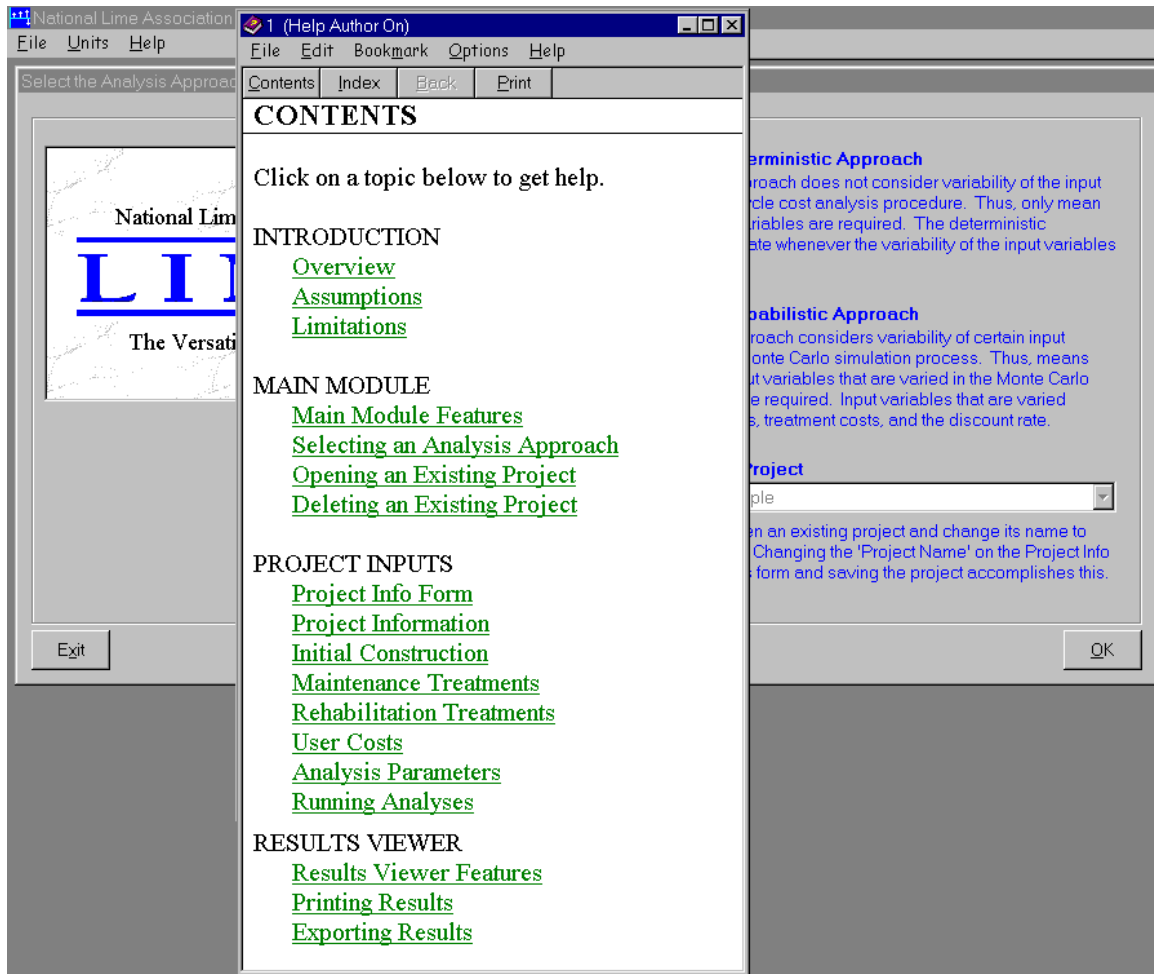 National Lime Association
File Units Help
Select the Analysis Approac
National Lim
LI
The Versati
Exit
1 (Help Author On)
File Edit Bookmark Options Help
Contents Index Back Print
CONTENTS
Click on a topic below to get help.
INTRODUCTION
Overview
Assumptions
Limitations
MAIN MODULE
Main Module Features
Selecting an Analysis Approach
Opening an Existing Project
Deleting an Existing Project
PROJECT INPUTS
Project Info Form
Project Information
Initial Construction
Maintenance Treatments
Rehabilitation Treatments
User Costs
Analysis Parameters
Running Analyses
RESULTS VIEWER
Results Viewer Features
Printing Results
Exporting Results
erministic Approach
roach does not consider variability of the input
cle cost analysis procedure. Thus, only mean
riables are required. The deterministic
ate whenever the variability of the input variables
babilistic Approach
roach considers variability of certain input
onte Carlo simulation process. Thus, means
ut variables that are varied in the Monte Carlo
e required. Input variables that are varied
s, treatment costs, and the discount rate.
Project
ple
en an existing project and change its name to
Changing the 'Project Name' on the Project Info
s form and saving the project accomplishes this.
OK